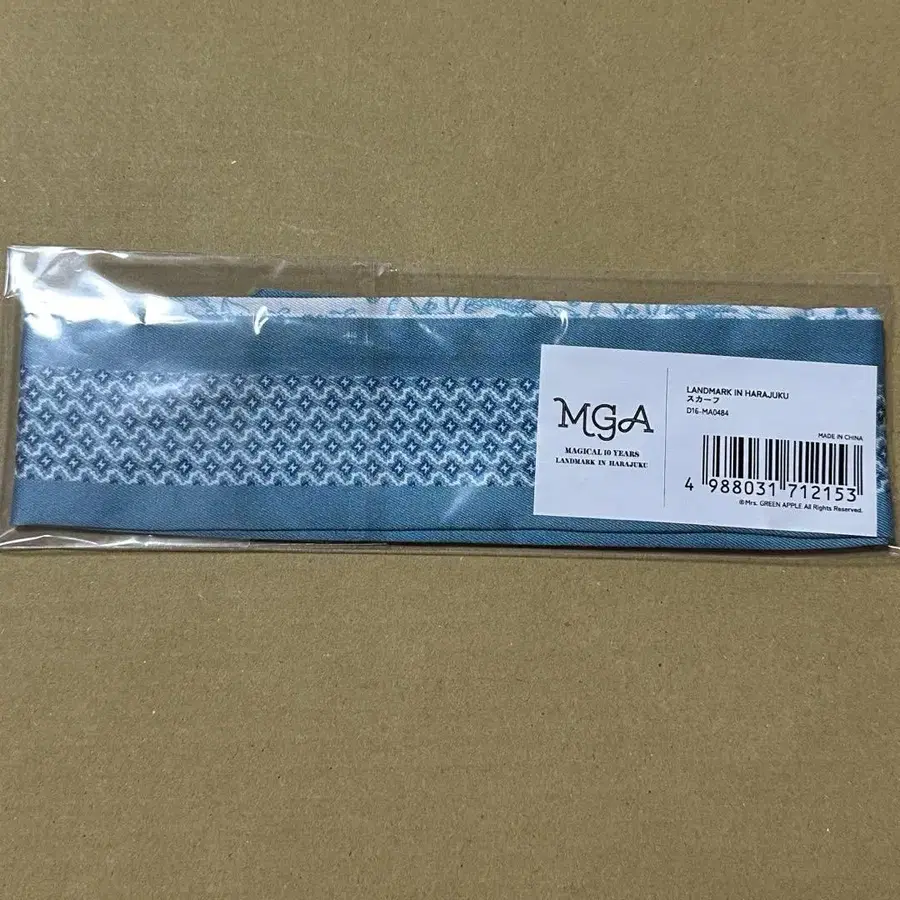 MGA
MAGICAL 10 YEARS
LANDMARK IN HARAJUKU
LANDMARK IN HARAJUKU
スカーフ
D16-MA0484
MADE IN CHINA
4 988031 712153
©Mrs. GREEN APPLE All Rights Reserved.